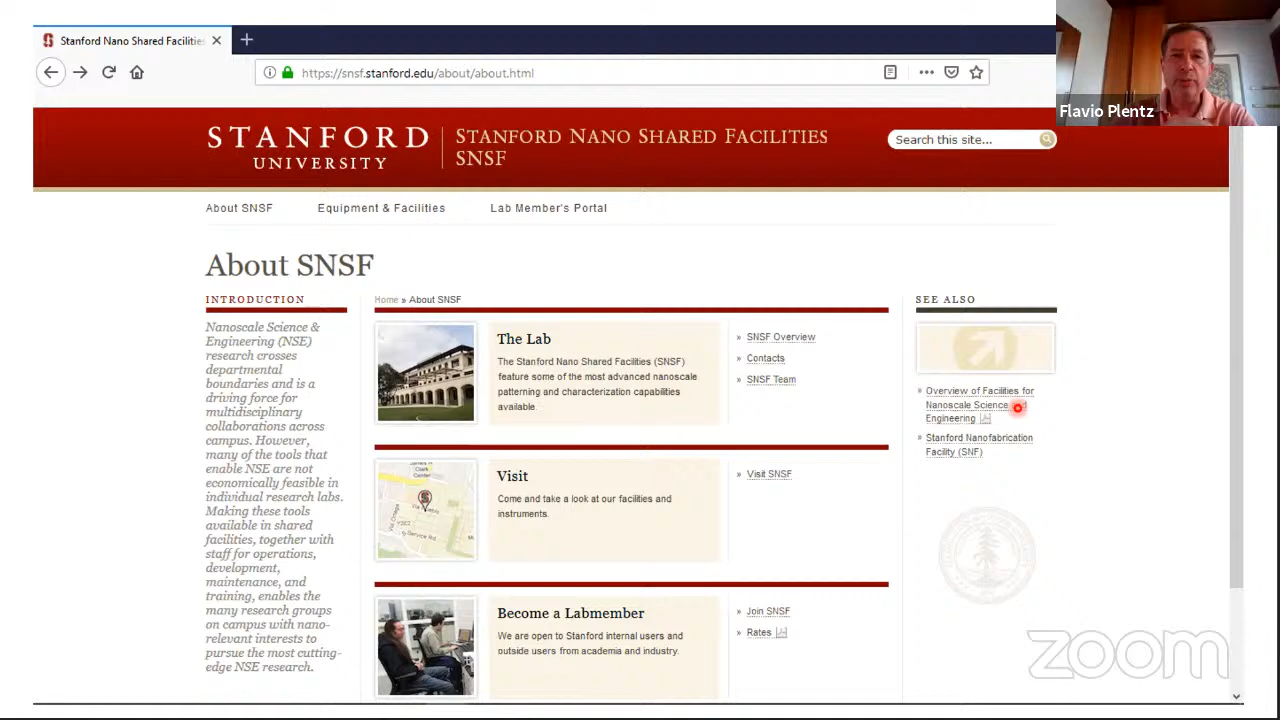 Stanford Nano Shared Facilities
https://snsf.stanford.edu/about/about.html
Flavio Plentz
STANFORD
UNIVERSITY
STANFORD NANO SHARED FACILITIES
SNSF
Search this site...
About SNSF
Equipment & Facilities
Lab Member's Portal
About SNSF
INTRODUCTION
Nanoscale Science &
Engineering (NSE)
research crosses
departmental
boundaries and is a
driving force for
multidisciplinary
collaborations across
campus. However,
many of the tools that
enable NSE are not
economically feasible in
individual research labs.
Making these tools
available in shared
facilities, together with
staff for operations,
development,
maintenance, and
training, enables the
many research groups
on campus with nano-
relevant interests to
pursue the most cutting-
edge NSE research.
Home » About SNSF
The Lab
The Stanford Nano Shared Facilities (SNSF)
feature some of the most advanced nanoscale
patterning and characterization capabilities
available.
» SNSF Overview
» Contacts
» SNSF Team
Visit
Come and take a look at our facilities and
instruments.
» Visit SNSF
Become a Labmember
We are open to Stanford internal users and
outside users from academia and industry.
» Join SNSF
» Rates
SEE ALSO
» Overview of Facilities for
Nanoscale Science
Engineering
» Stanford Nanofabrication
Facility (SNF)
zoom